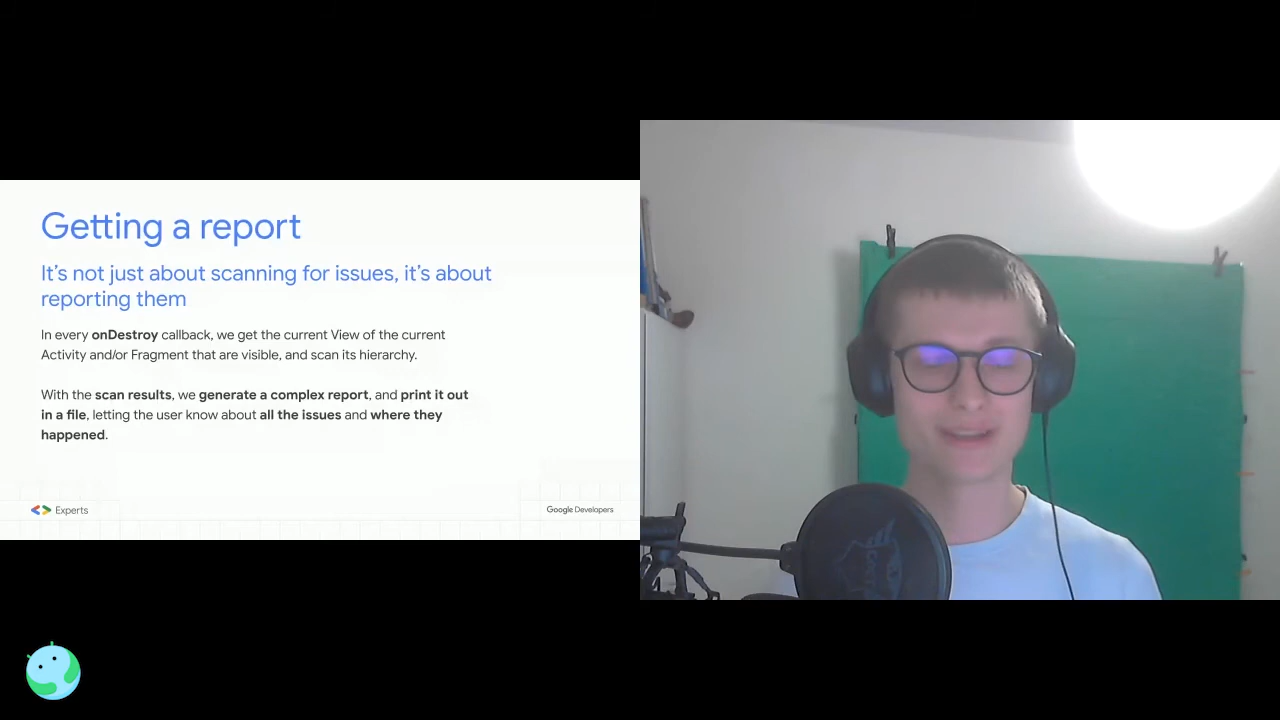 Getting a report
It's not just about scanning for issues, it's about
reporting them
In every onDestroy callback, we get the current View of the current
Activity and/or Fragment that are visible, and scan its hierarchy.
With the scan results, we generate a complex report, and print it out
in a file, letting the user know about all the issues and where they
happened.
Experts
Google Developers